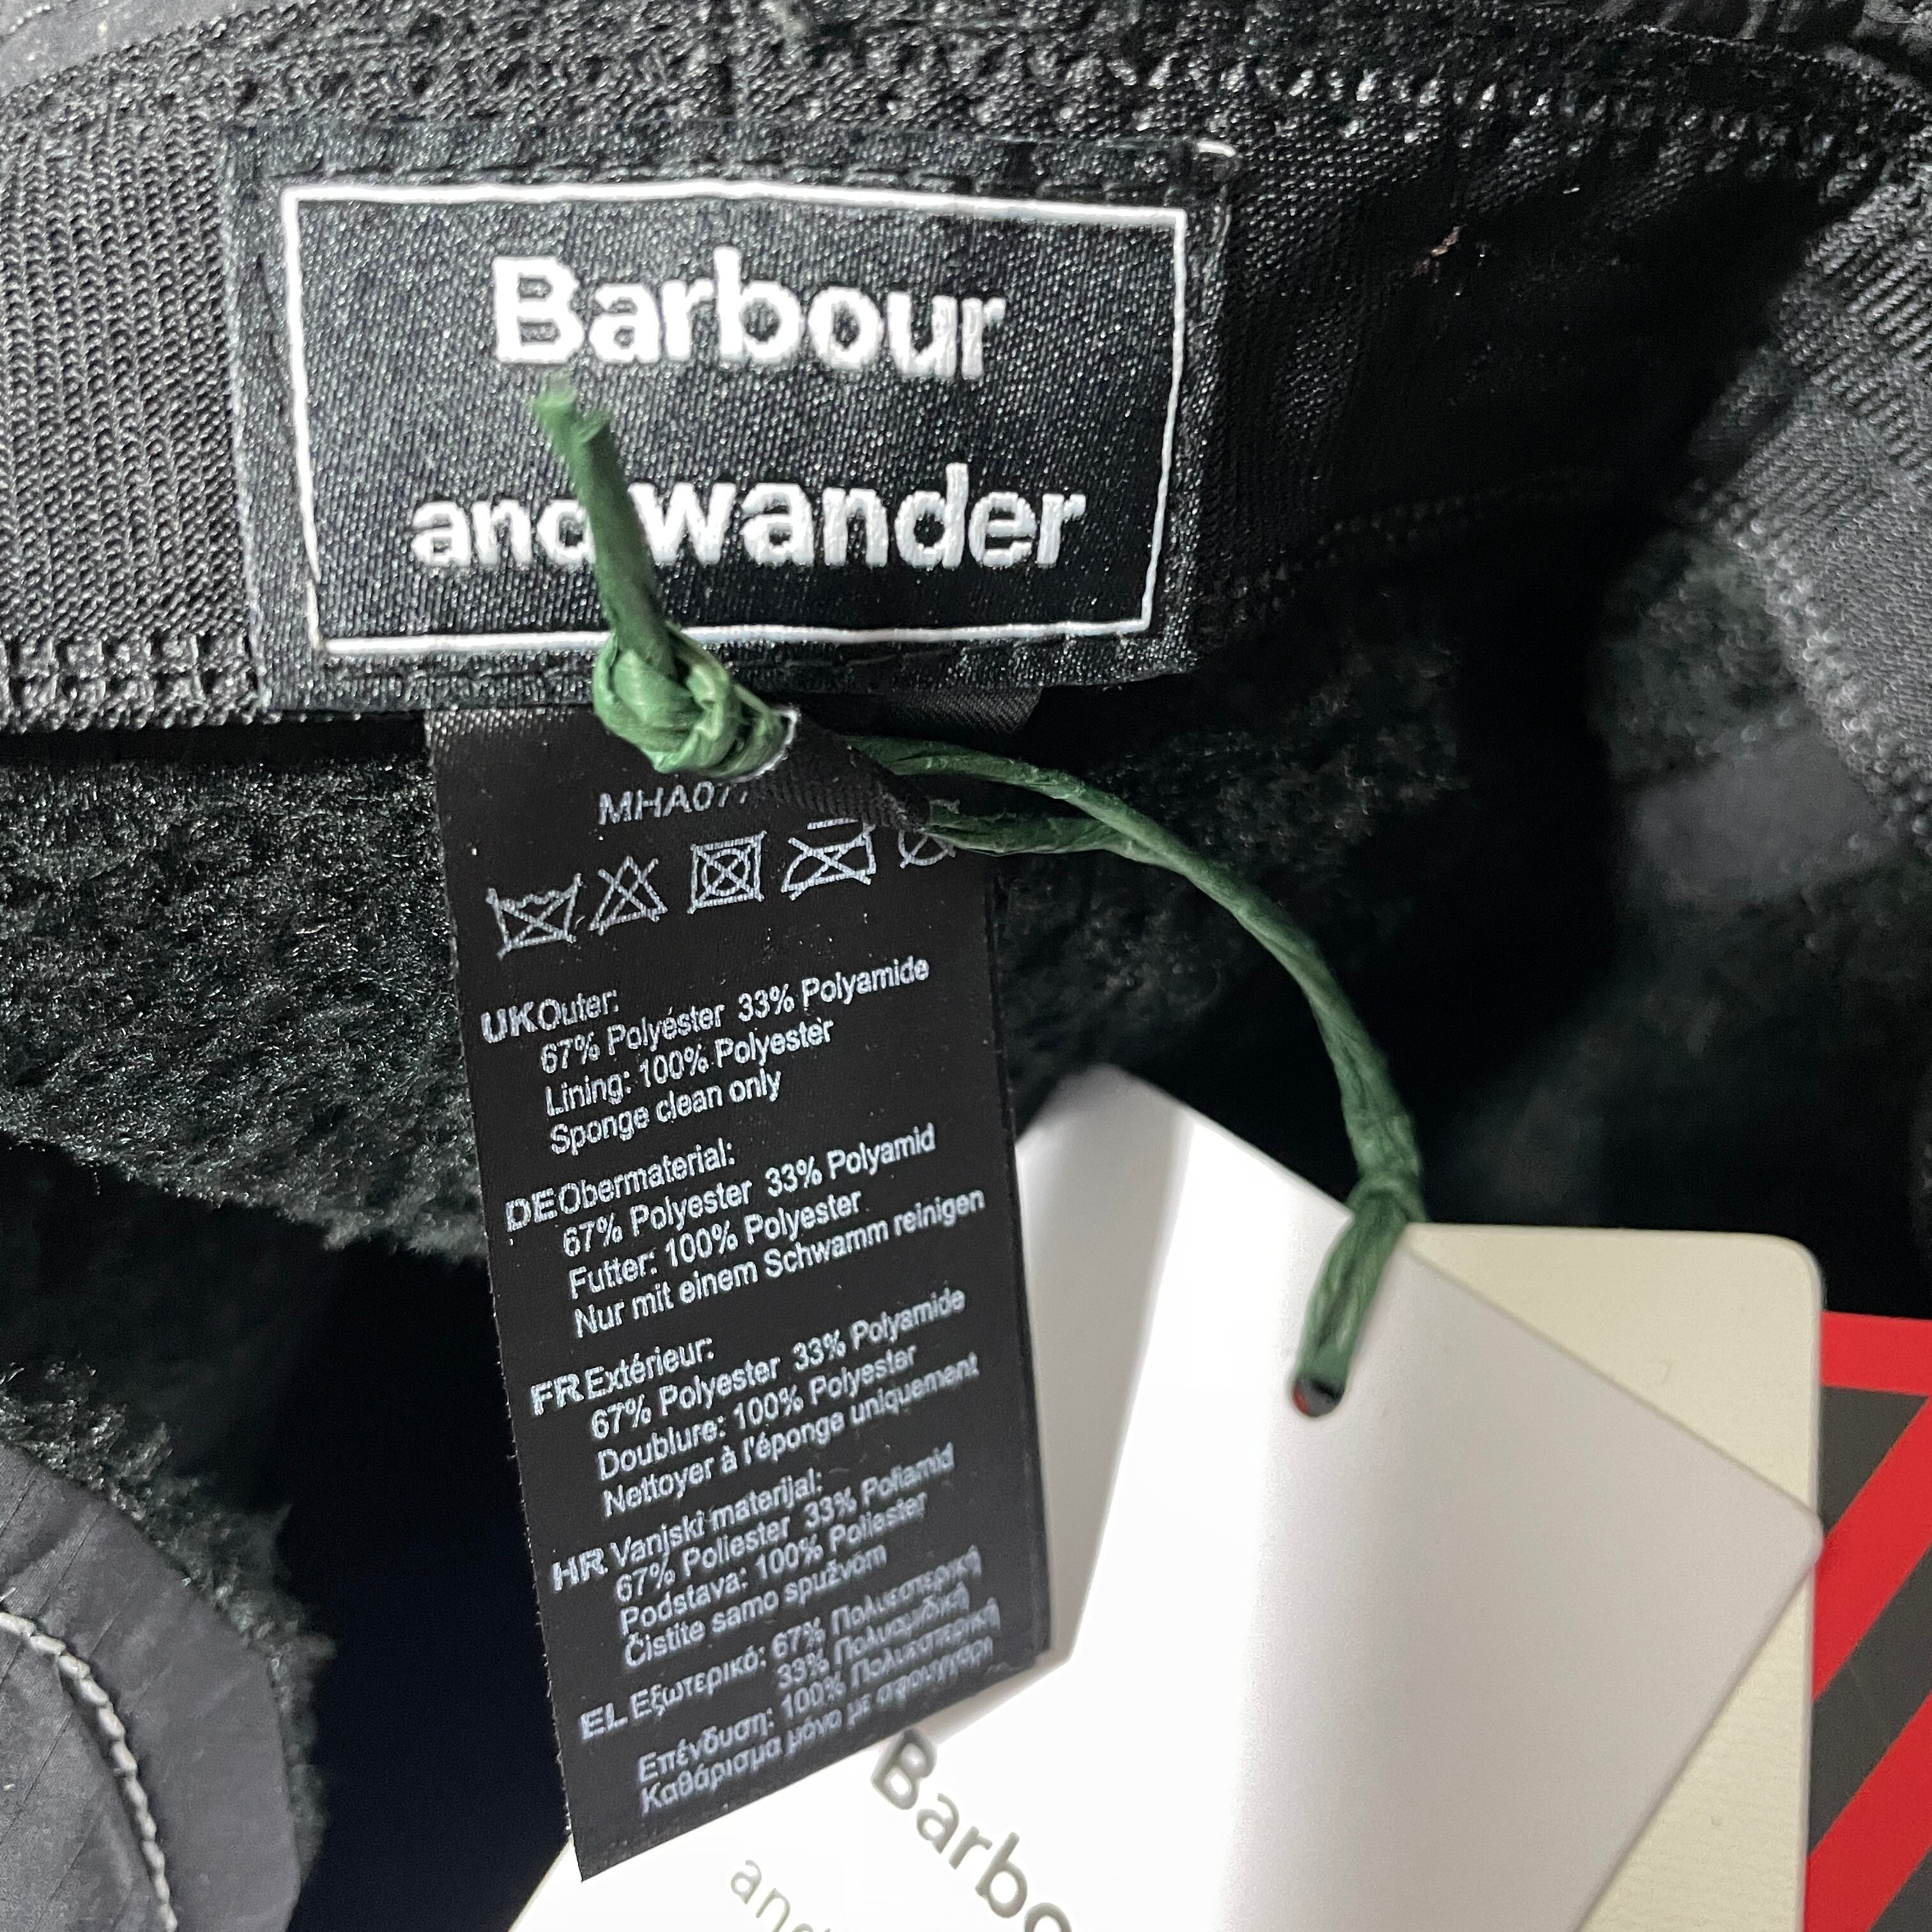 Barbour
and wander
MHA077
UK Outer:
67% Polyester 33% Polyamide
Lining: 100% Polyester
Sponge clean only
DE Obermaterial:
67% Polyester 33% Polyamid
Futter: 100% Polyester
Nur mit einem Schwamm reinigen
FR Extérieur:
67% Polyester 33% Polyamide
Doublure: 100% Polyester
Nettoyer à l'éponge uniquement
HR Vanjski materijal:
67% Poliester 33% Poliamid
Podstava: 100% Poliester
Čistite samo spužvom
EL Εξωτερικό: 67% Πολυεστερική
33% Πολυαμιδική
Επένδυση: 100% Πολυεστερική
Καθάρισμα μόνο με σφουγγάρι
Barbo
and